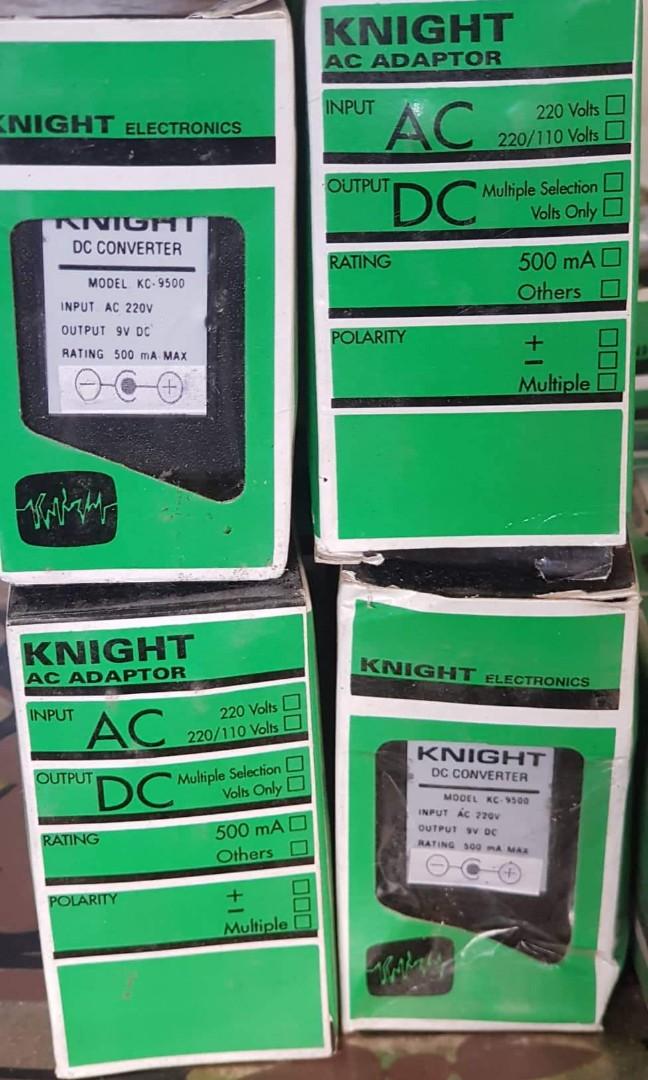 KNIGHT ELECTRONICS
KNIGHT
DC CONVERTER
MODEL KC-9500
INPUT AC 220V
OUTPUT 9V DC
RATING 500 mA MAX
− C +
KNIGHT
AC ADAPTOR
INPUT AC 220 Volts
220/110 Volts
OUTPUT DC Multiple Selection
Volts Only
RATING 500 mA
Others
POLARITY +
−
Multiple
KNIGHT
AC ADAPTOR
INPUT AC 220 Volts
220/110 Volts
OUTPUT DC Multiple Selection
Volts Only
RATING 500 mA
Others
POLARITY +
−
Multiple
KNIGHT ELECTRONICS
KNIGHT
DC CONVERTER
MODEL KC-9500
INPUT AC 220V
OUTPUT 9V DC
RATING 500 mA MAX
− C +